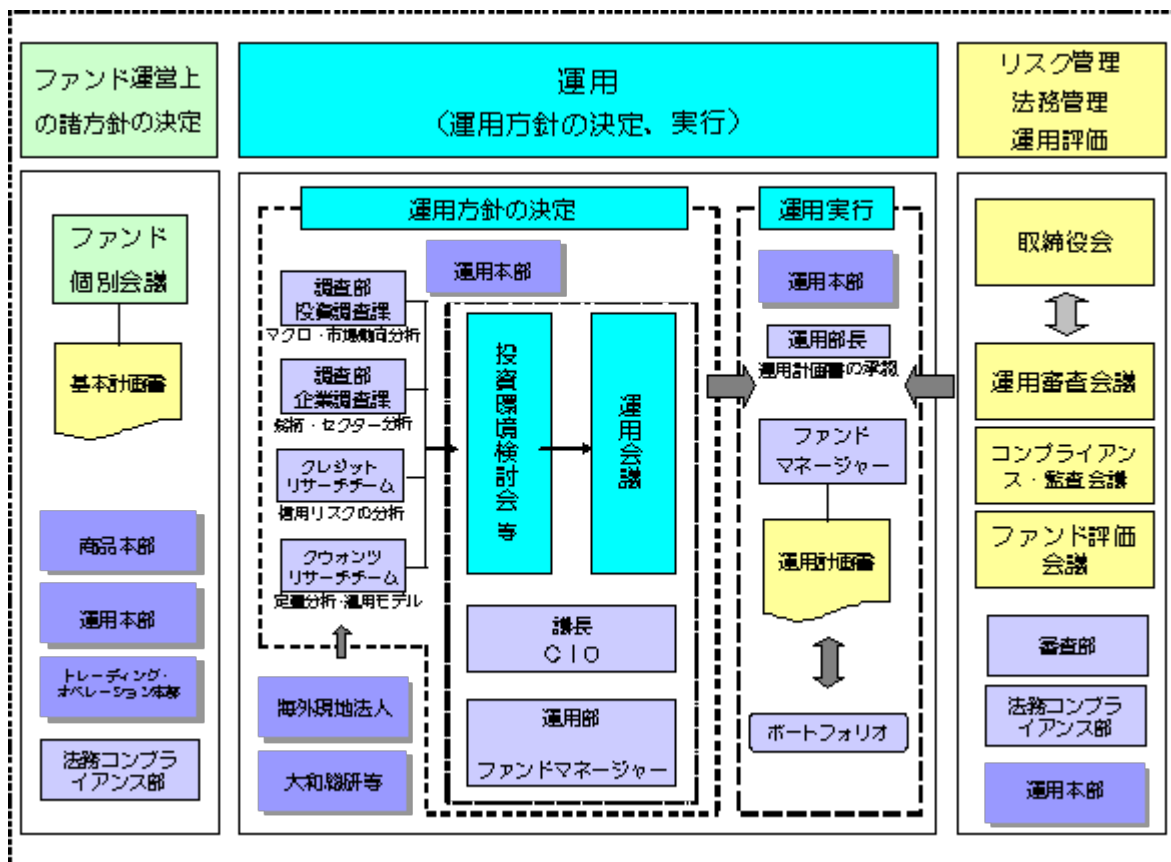 ファンド運営上
の諸方針の決定
運用
（運用方針の決定、実行）
リスク管理
法務管理
運用評価
ファンド
個別会議
基本計画書
商品本部
運用本部
トレーディング・
オペレーション本部
法務コンプラ
イアンス部
運用方針の決定
運用本部
調査部
投資調査課
マクロ・市場動向分析
調査部
企業調査課
銘柄・セクター分析
クレジット
リサーチチーム
信用リスクの分析
クウォンツ
リサーチチーム
定量分析・運用モデル
海外現地法人
大和総研等
投資環境検討会 等
運用会議
議長
CIO
運用部
ファンドマネージャー
運用実行
運用本部
運用部長
運用計画書の承認
ファンド
マネージャー
運用計画書
ポートフォリオ
取締役会
運用審査会議
コンプライアン
ス・監査会議
ファンド評価
会議
審査部
法務コンプラ
イアンス部
運用本部